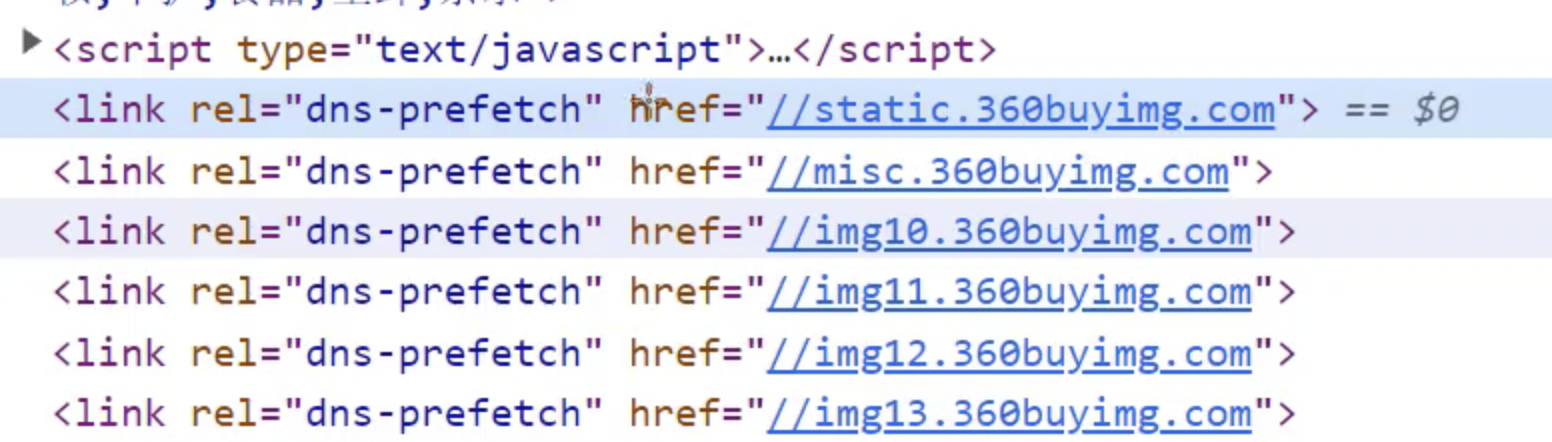 <script type="text/javascript">…</script>
<link rel="dns-prefetch" href="//static.360buyimg.com"> == $0
<link rel="dns-prefetch" href="//misc.360buyimg.com">
<link rel="dns-prefetch" href="//img10.360buyimg.com">
<link rel="dns-prefetch" href="//img11.360buyimg.com">
<link rel="dns-prefetch" href="//img12.360buyimg.com">
<link rel="dns-prefetch" href="//img13.360buyimg.com">